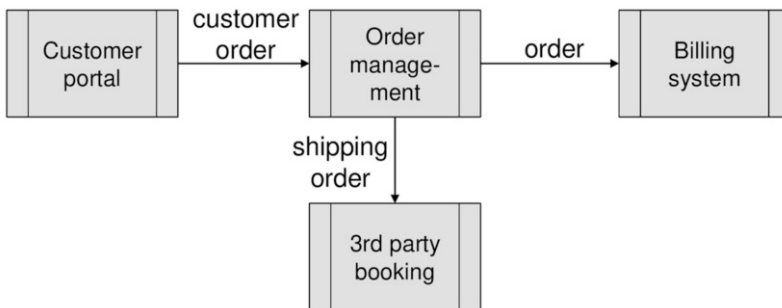 Customer
portal
customer
order
Order
manage-
ment
order
Billing
system
shipping
order
3rd party
booking